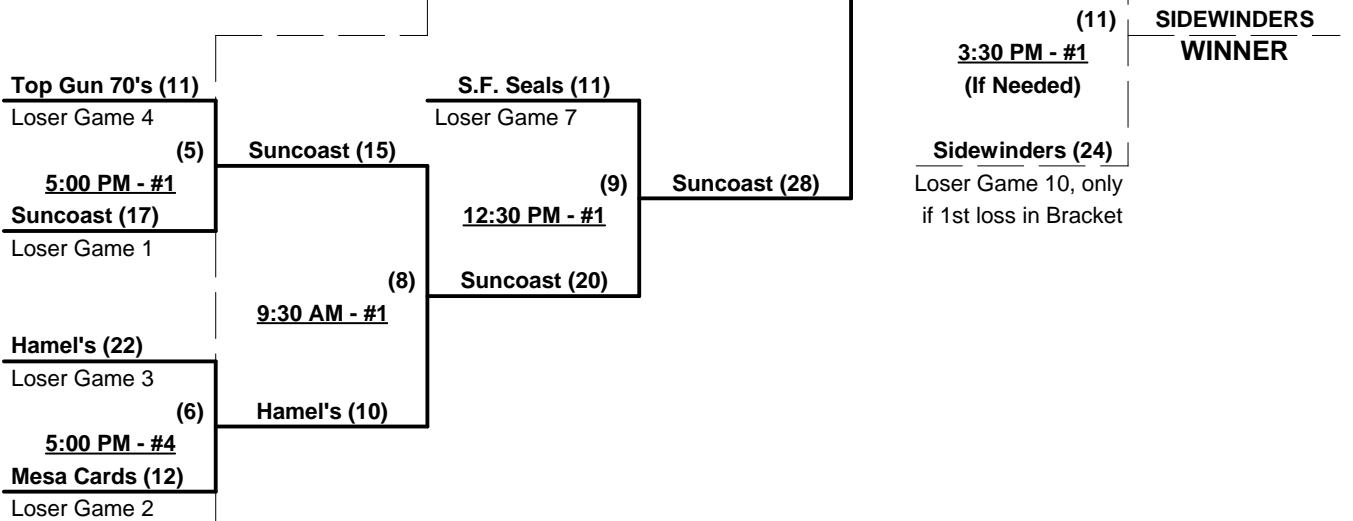 (11) SIDEWINDERS
3:30 PM - #1 WINNER
(If Needed)
Top Gun 70's (11) S.F. Seals (11)
Loser Game 4 Loser Game 7
(5) Suncoast (15) Sidewinders (24)
5:00 PM - #1 (9) Suncoast (28) Loser Game 10, only
Suncoast (17) 12:30 PM - #1 if 1st loss in Bracket
Loser Game 1
(8) Suncoast (20)
9:30 AM - #1
Hamel's (22)
Loser Game 3
(6) Hamel's (10)
5:00 PM - #4
Mesa Cards (12)
Loser Game 2